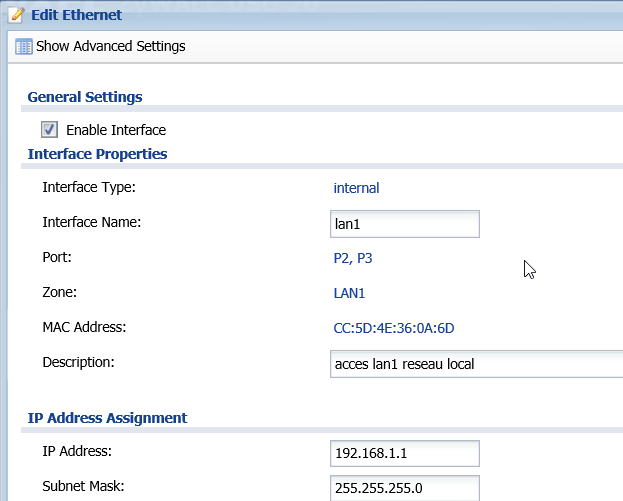 Edit Ethernet
Show Advanced Settings
General Settings
Enable Interface
Interface Properties
Interface Type: internal
Interface Name: lan1
Port: P2, P3
Zone: LAN1
MAC Address: CC:5D:4E:36:0A:6D
Description: acces lan1 reseau local
IP Address Assignment
IP Address: 192.168.1.1
Subnet Mask: 255.255.255.0